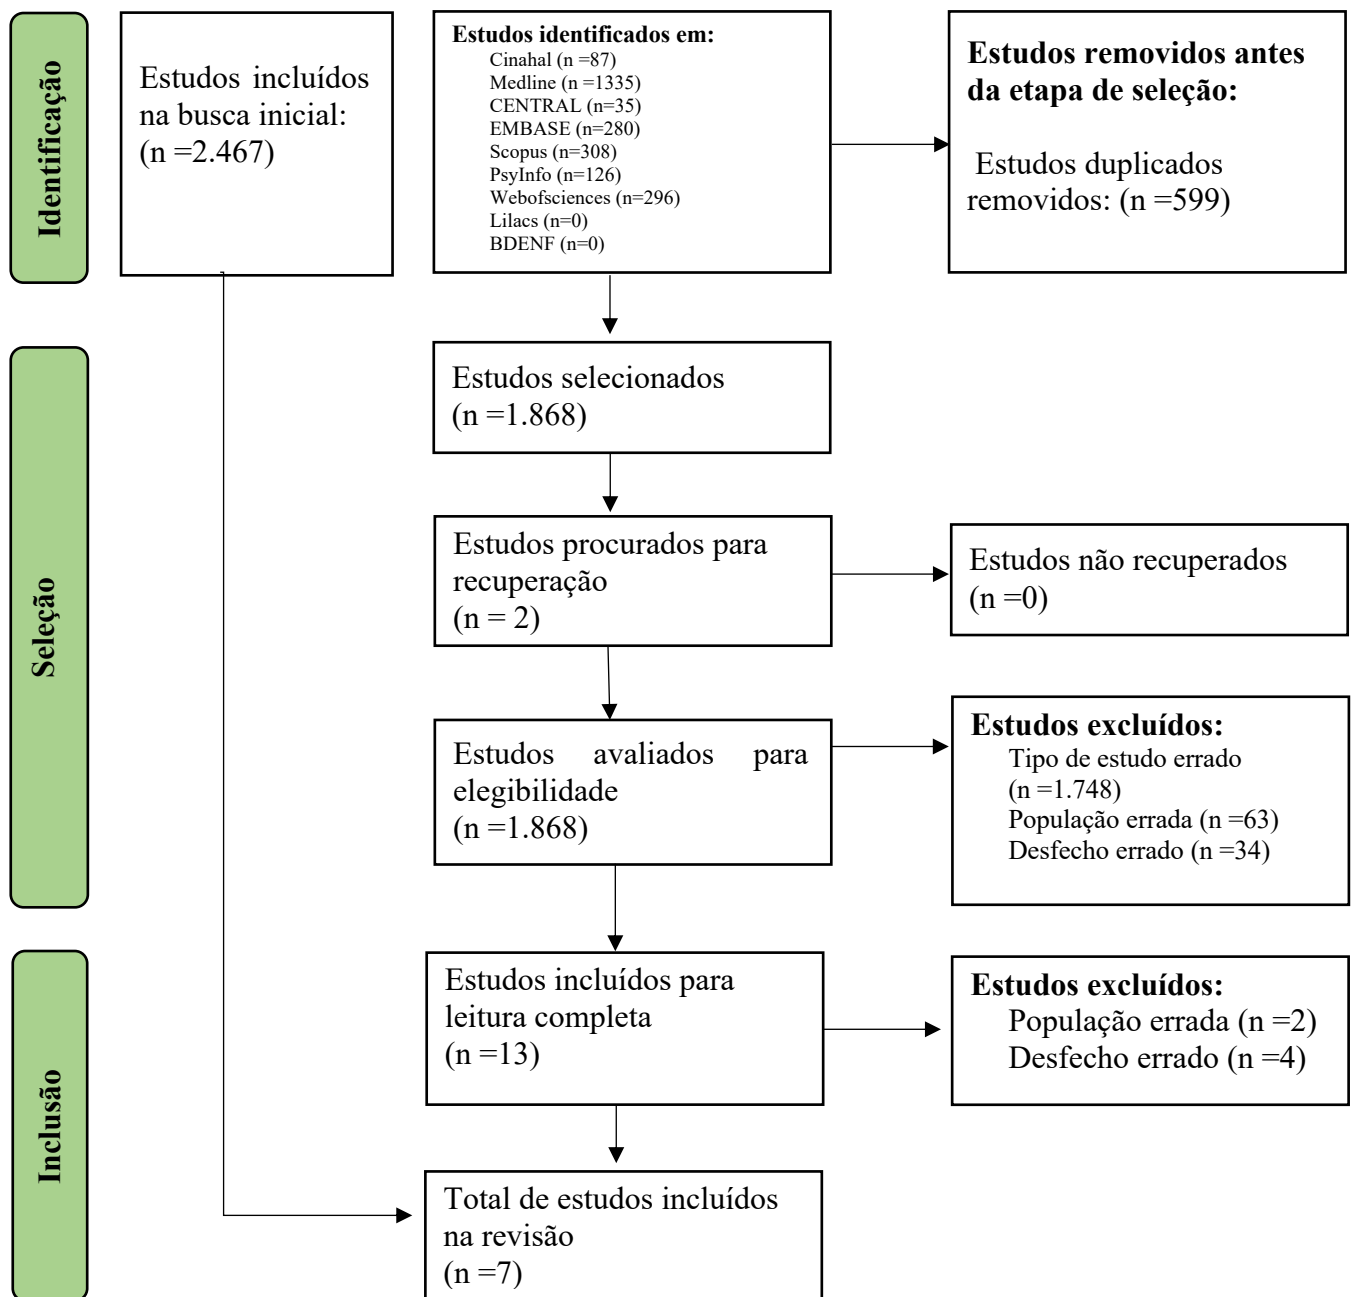 Identificação
Estudos incluídos
na busca inicial:
(n =2.467)
Estudos identificados em:
Cinahal (n =87)
Medline (n =1335)
CENTRAL (n=35)
EMBASE (n=280)
Scopus (n=308)
PsyInfo (n=126)
Webofsciences (n=296)
Lilacs (n=0)
BDENF (n=0)
Estudos removidos antes
da etapa de seleção:
Estudos duplicados
removidos: (n =599)
Seleção
Estudos selecionados
(n =1.868)
Estudos procurados para
recuperação
(n = 2)
Estudos não recuperados
(n =0)
Estudos avaliados para
elegibilidade
(n =1.868)
Estudos excluídos:
Tipo de estudo errado
(n =1.748)
População errada (n =63)
Desfecho errado (n =34)
Inclusão
Estudos incluídos para
leitura completa
(n =13)
Estudos excluídos:
População errada (n =2)
Desfecho errado (n =4)
Total de estudos incluídos
na revisão
(n =7)